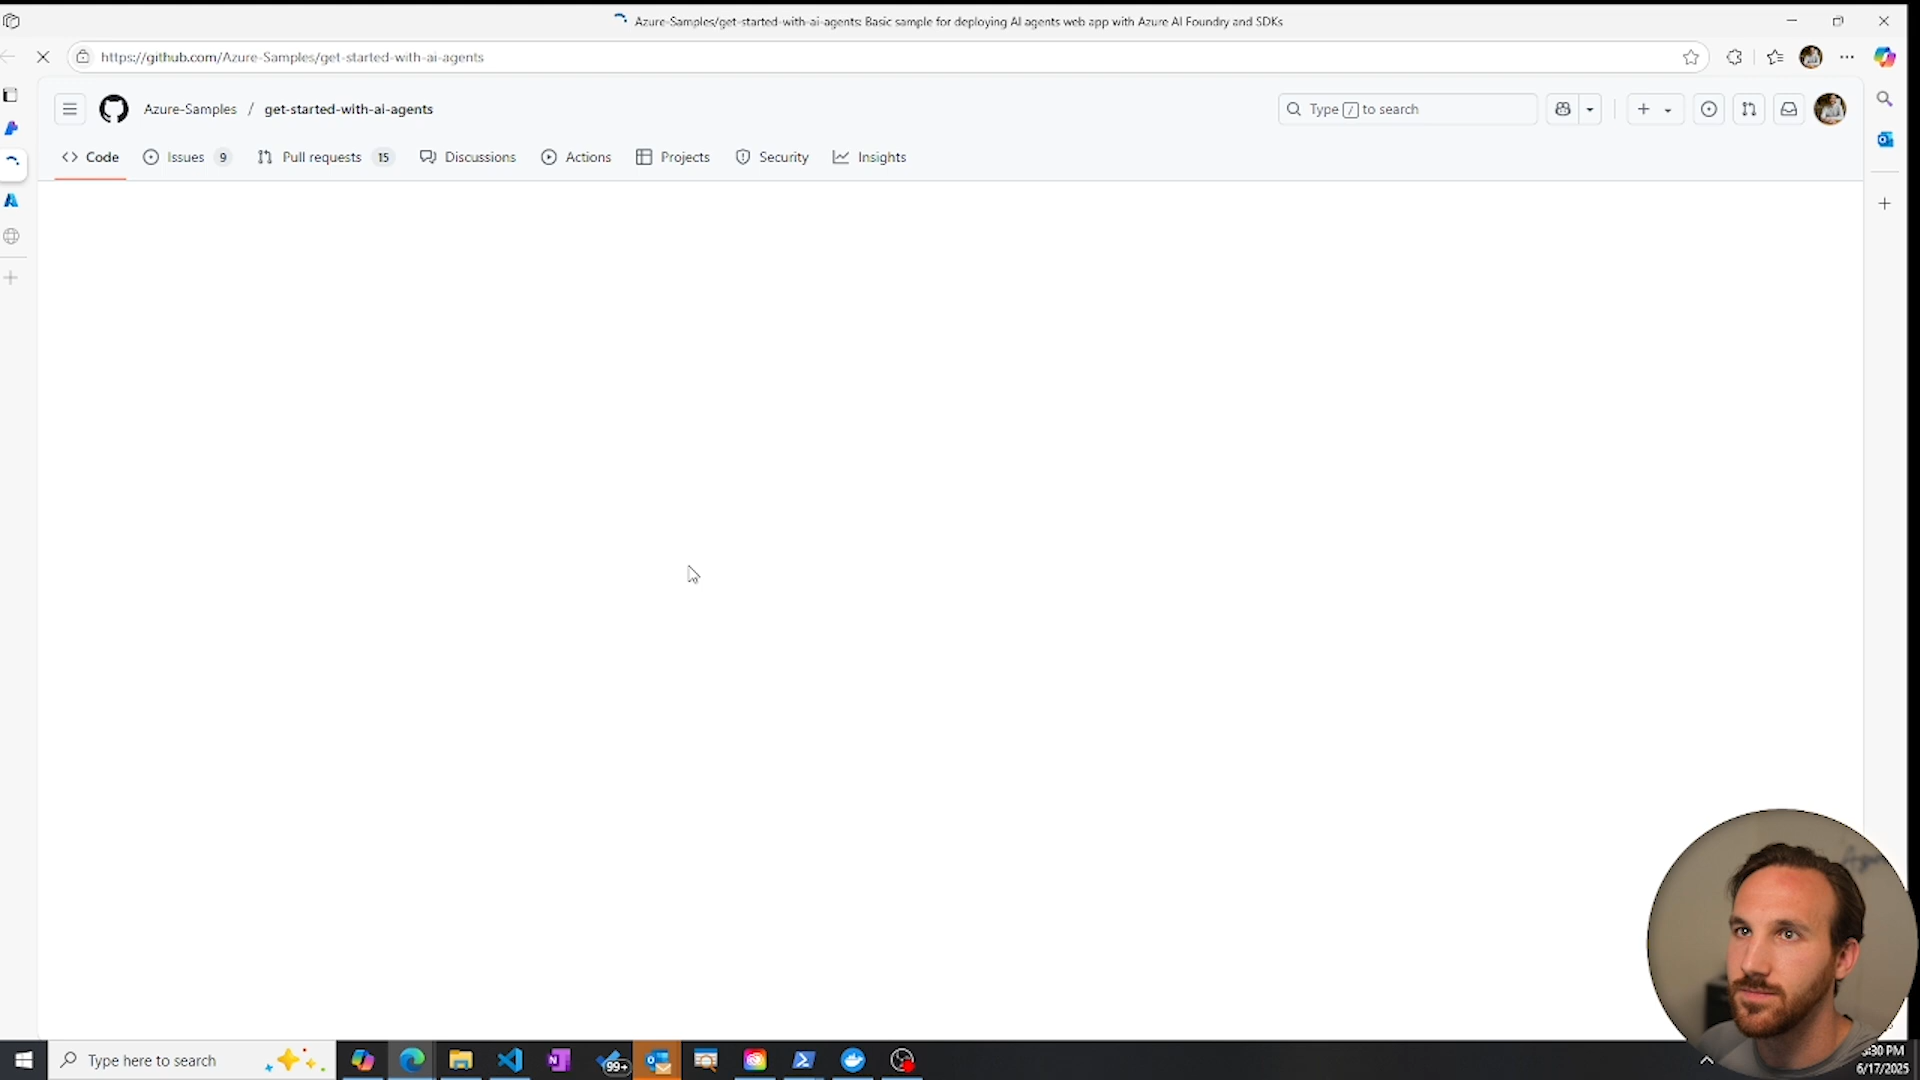 Azure-Samples/get-started-with-ai-agents: Basic sample for deploying AI agents web app with Azure AI Foundry and SDKs
https://github.com/Azure-Samples/get-started-with-ai-agents
Azure-Samples / get-started-with-ai-agents
Type / to search
Code
Issues 9
Pull requests 15
Discussions
Actions
Projects
Security
Insights
Type here to search
99+
:30 PM
6/17/2025